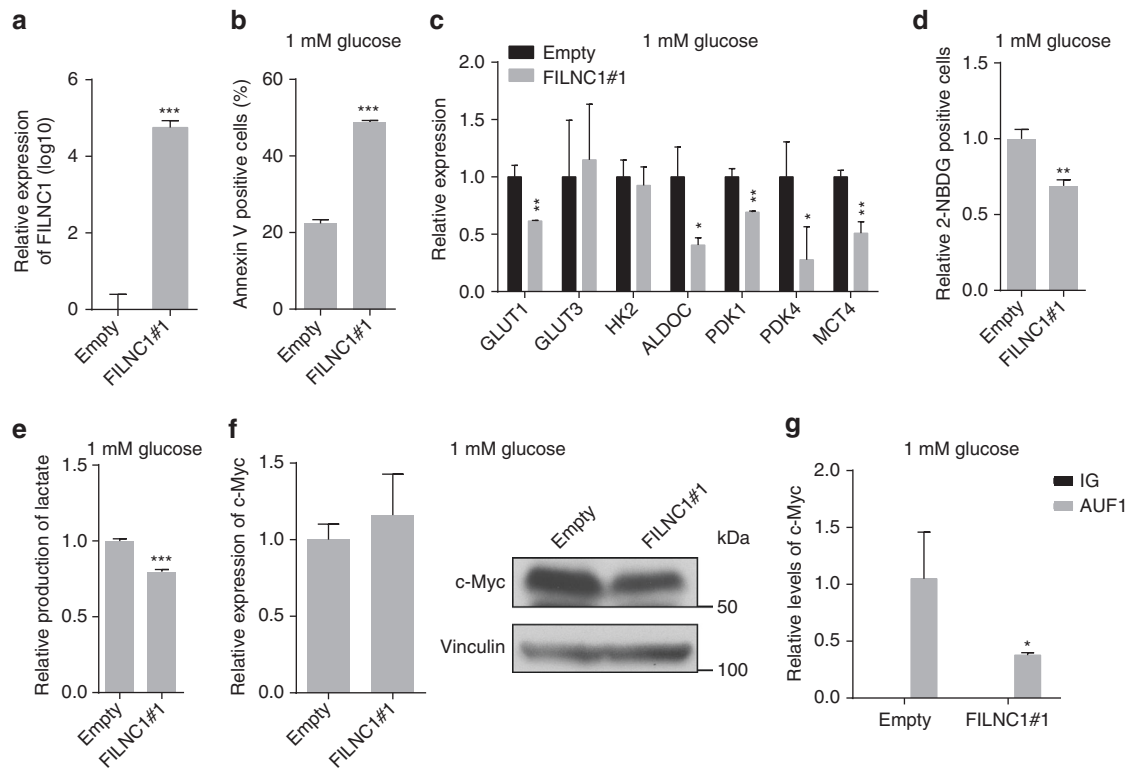 a
Relative expression
of FILNC1 (log10)
6
4
2
0
***
Empty
FILNC1#1
b
1 mM glucose
Annexin V positive cells (%)
60
40
20
0
***
Empty
FILNC1#1
c
1 mM glucose
Empty
FILNC1#1
Relative expression
2.0
1.5
1.0
0.5
0.0
**
*
**
*
**
GLUT1
GLUT3
HK2
ALDOC
PDK1
PDK4
MCT4
d
1 mM glucose
Relative 2-NBDG positive cells
1.5
1.0
0.5
0.0
**
Empty
FILNC1#1
e
1 mM glucose
Relative production of lactate
1.5
1.0
0.5
0.0
***
Empty
FILNC1#1
f
1 mM glucose
Relative expression of c-Myc
1.5
1.0
0.5
0.0
Empty
FILNC1#1
Empty
FILNC1#1
kDa
c-Myc
50
Vinculin
100
g
1 mM glucose
Relative levels of c-Myc
2.0
1.5
1.0
0.5
0.0
IG
AUF1
*
Empty
FILNC1#1